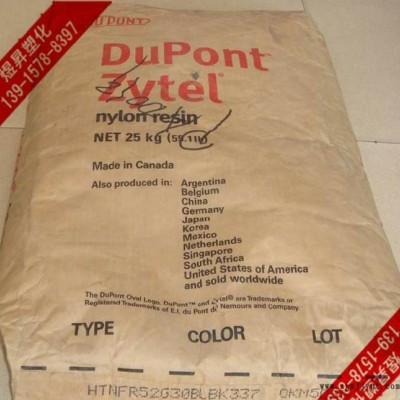 DUPONT
煜昇塑化
139-1578-8397
DuPont
Zytel®
nylon resin
NET 25 kg (55.1lb)
Made in Canada
Also produced in: Argentina
Belgium
China
Germany
Japan
Korea
Mexico
Netherlands
Singapore
South Africa
United States of America
and sold worldwide
The DuPont Oval Logo, DuPont™ and Zytel® are Trademarks or
Registered Trademarks of E.I. du Pont de Nemours and Company.
TYPE COLOR LOT
HTNFR52G30BLBK337